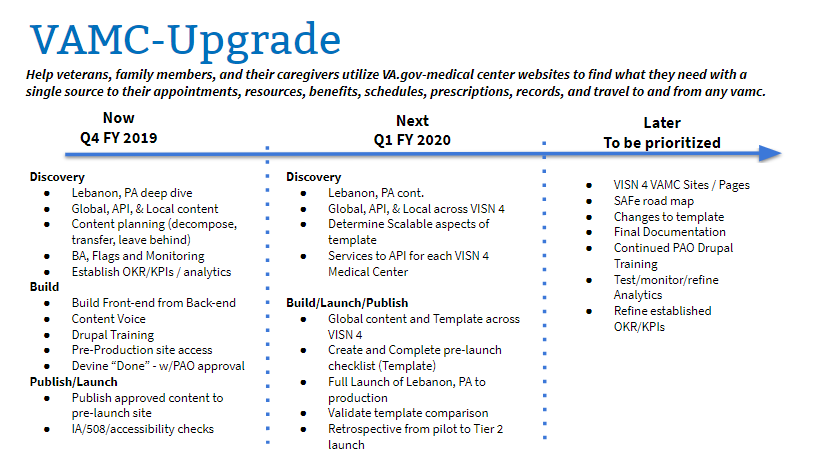 VAMC-Upgrade
Help veterans, family members, and their caregivers utilize VA.gov-medical center websites to find what they need with a
single source to their appointments, resources, benefits, schedules, prescriptions, records, and travel to and from any vamc.
Now
Q4 FY 2019
Discovery
● Lebanon, PA deep dive
● Global, API, & Local content
● Content planning (decompose,
transfer, leave behind)
● BA, Flags and Monitoring
● Establish OKR/KPIs / analytics
Build
● Build Front-end from Back-end
● Content Voice
● Drupal Training
● Pre-Production site access
● Devine “Done” - w/PAO approval
Publish/Launch
● Publish approved content to
pre-launch site
● IA/508/accessibility checks
Next
Q1 FY 2020
Discovery
● Lebanon, PA cont.
● Global, API, & Local across VISN 4
● Determine Scalable aspects of
template
● Services to API for each VISN 4
Medical Center
Build/Launch/Publish
● Global content and Template across
VISN 4
● Create and Complete pre-launch
checklist (Template)
● Full Launch of Lebanon, PA to
production
● Validate template comparison
● Retrospective from pilot to Tier 2
launch
Later
To be prioritized
● VISN 4 VAMC Sites / Pages
● SAFe road map
● Changes to template
● Final Documentation
● Continued PAO Drupal
Training
● Test/monitor/refine
Analytics
● Refine established
OKR/KPIs